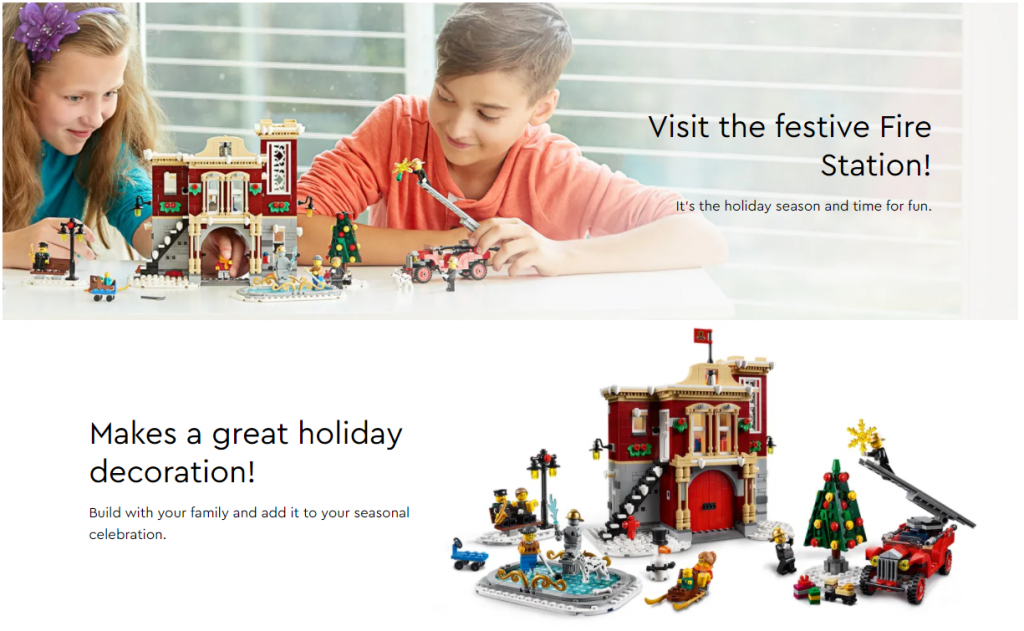 Visit the festive Fire
Station!
It's the holiday season and time for fun.
Makes a great holiday
decoration!
Build with your family and add it to your seasonal
celebration.